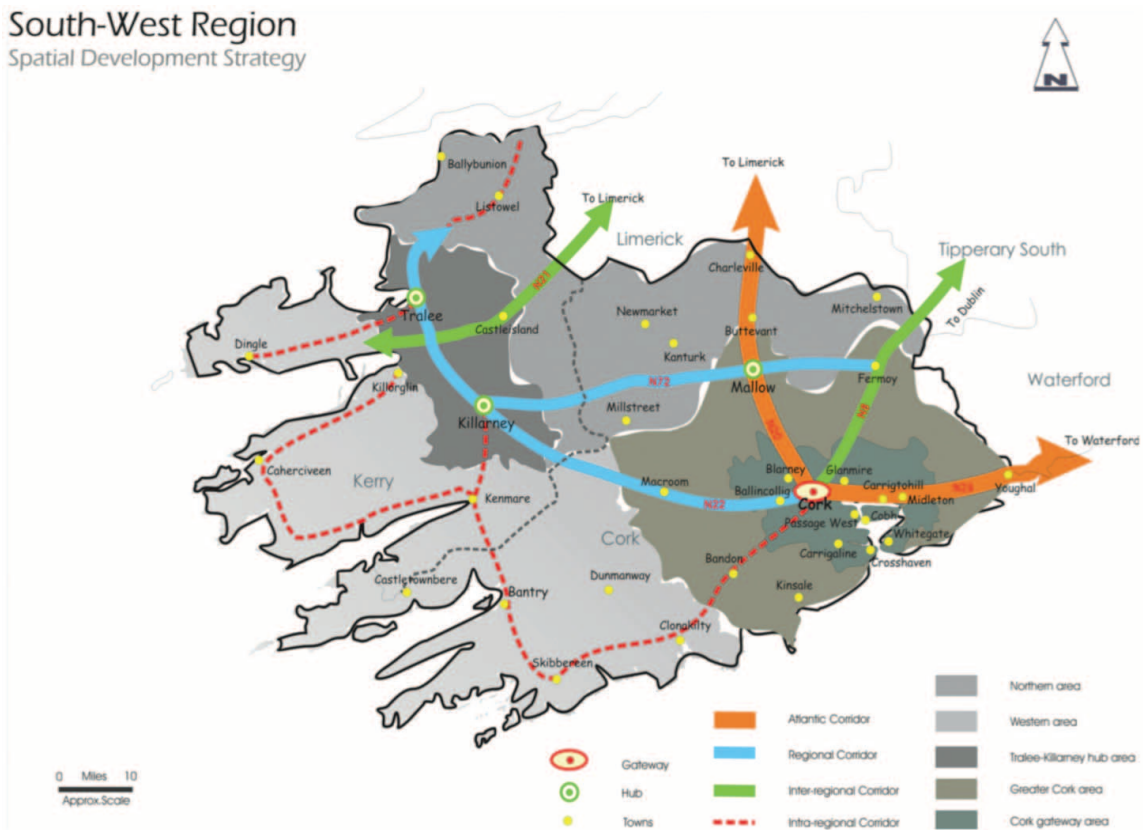 South-West Region
Spatial Development Strategy
N
Ballybunion
Listowel
To Limerick
To Limerick
Limerick
Tipperary South
Charleville
N21
To Dublin
Mitchelstown
Tralee
Castleisland
Newmarket
Buttevant
Dingle
Kanturk
Killorglin
Mallow
Fermoy
N72
Waterford
Killarney
Millstreet
N20
To Waterford
Caherciveen
Kerry
Blarney
Glanmire
Youghal
Macroom
Ballincollig
Carrigtohill
N22
Cork
Midleton
Kenmare
Passage West
Cobh
Cork
Whitegate
Carrigaline
Crosshaven
Castletownbere
Dunmanway
Bandon
Bantry
Kinsale
Clonakilty
Skibbereen
Gateway
Hub
Towns
Atlantic Corridor
Regional Corridor
Inter-regional Corridor
Intra-regional Corridor
Northern area
Western area
Tralee-Killarney hub area
Greater Cork area
Cork gateway area
0 Miles 10
Approx.Scale